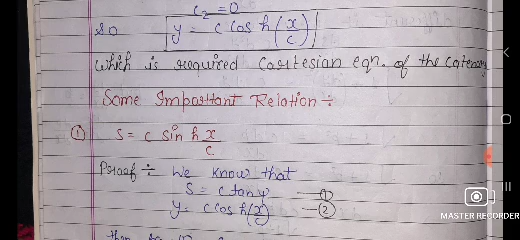 c₂ = 0
so y = c cos h (x/c)
which is required Cartesian eqn. of the catenary
Some Important Relation ÷
① S = c sin h x/c
Proof ÷ We know that
S = c tan ψ —①
y = c cos h (x/c) —②
MASTER RECORDER